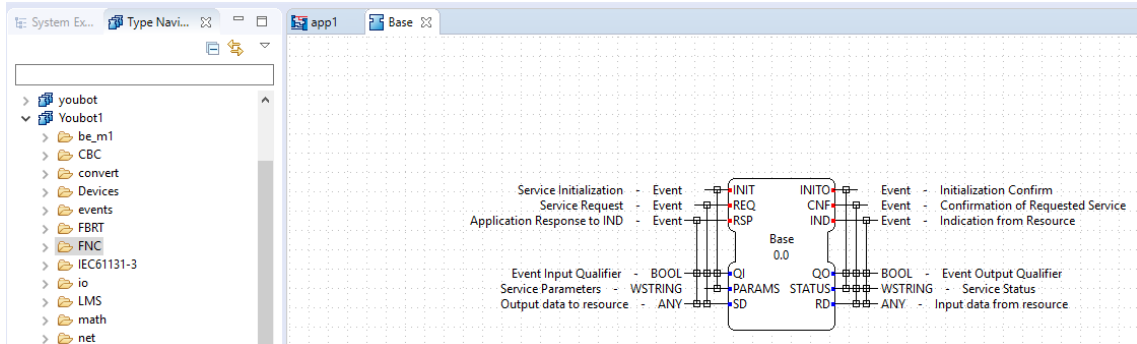 System Ex... Type Navi... app1 Base
youbot
Youbot1
be_m1
CBC
convert
Devices
events
FBRT
FNC
IEC61131-3
io
LMS
math
net
Service Initialization - Event INIT INITO Event - Initialization Confirm
Service Request - Event REQ CNF Event - Confirmation of Requested Service
Application Response to IND - Event RSP IND Event - Indication from Resource
Base
0.0
Event Input Qualifier - BOOL QI QO BOOL - Event Output Qualifier
Service Parameters - WSTRING PARAMS STATUS WSTRING - Service Status
Output data to resource - ANY SD RD ANY - Input data from resource